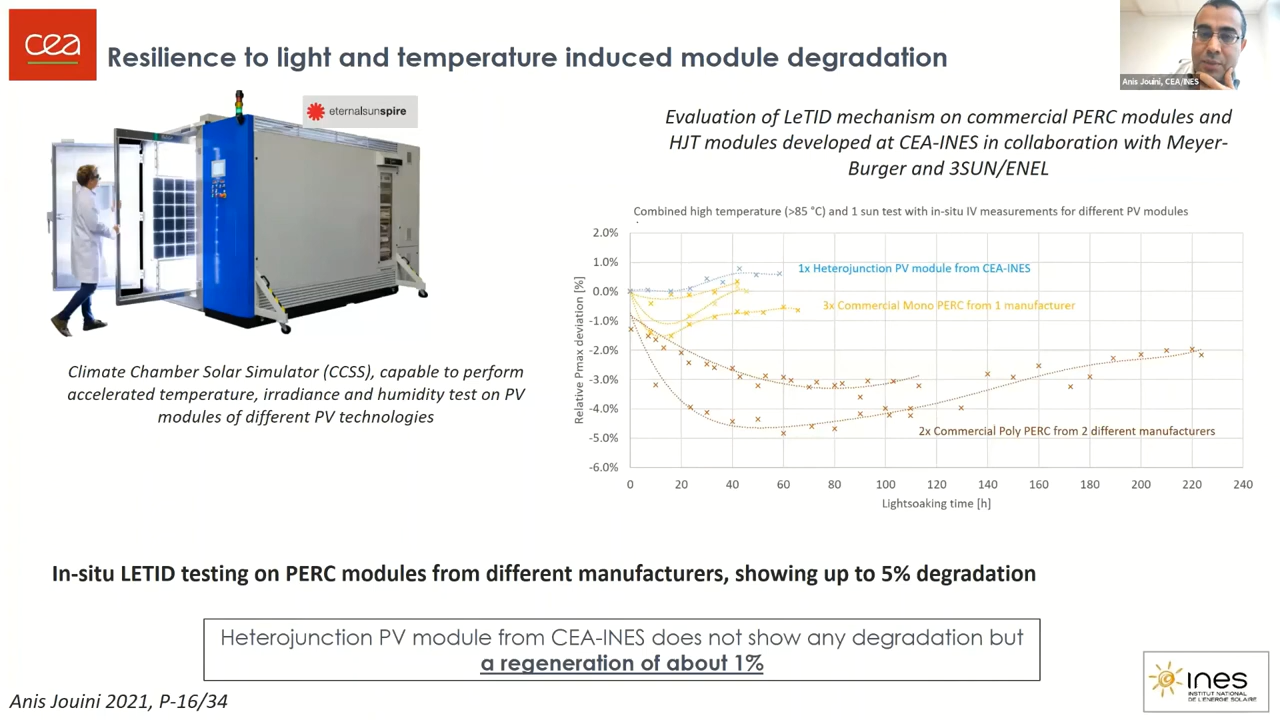 cea
Resilience to light and temperature induced module degradation
Anis Jouini, CEA/INES
eternalsunspire
Climate Chamber Solar Simulator (CCSS), capable to perform
accelerated temperature, irradiance and humidity test on PV
modules of different PV technologies
Evaluation of LeTID mechanism on commercial PERC modules and
HJT modules developed at CEA-INES in collaboration with Meyer-
Burger and 3SUN/ENEL
Combined high temperature (>85 °C) and 1 sun test with in-situ IV measurements for different PV modules
Relative Pmax deviation [%]
2.0%
1.0%
0.0%
-1.0%
-2.0%
-3.0%
-4.0%
-5.0%
-6.0%
1x Heterojunction PV module from CEA-INES
3x Commercial Mono PERC from 1 manufacturer
2x Commercial Poly PERC from 2 different manufacturers
0 20 40 60 80 100 120 140 160 180 200 220 240
Lightsoaking time [h]
In-situ LETID testing on PERC modules from different manufacturers, showing up to 5% degradation
Heterojunction PV module from CEA-INES does not show any degradation but
a regeneration of about 1%
Anis Jouini 2021, P-16/34
ines
INSTITUT NATIONAL
DE L'ENERGIE SOLAIRE